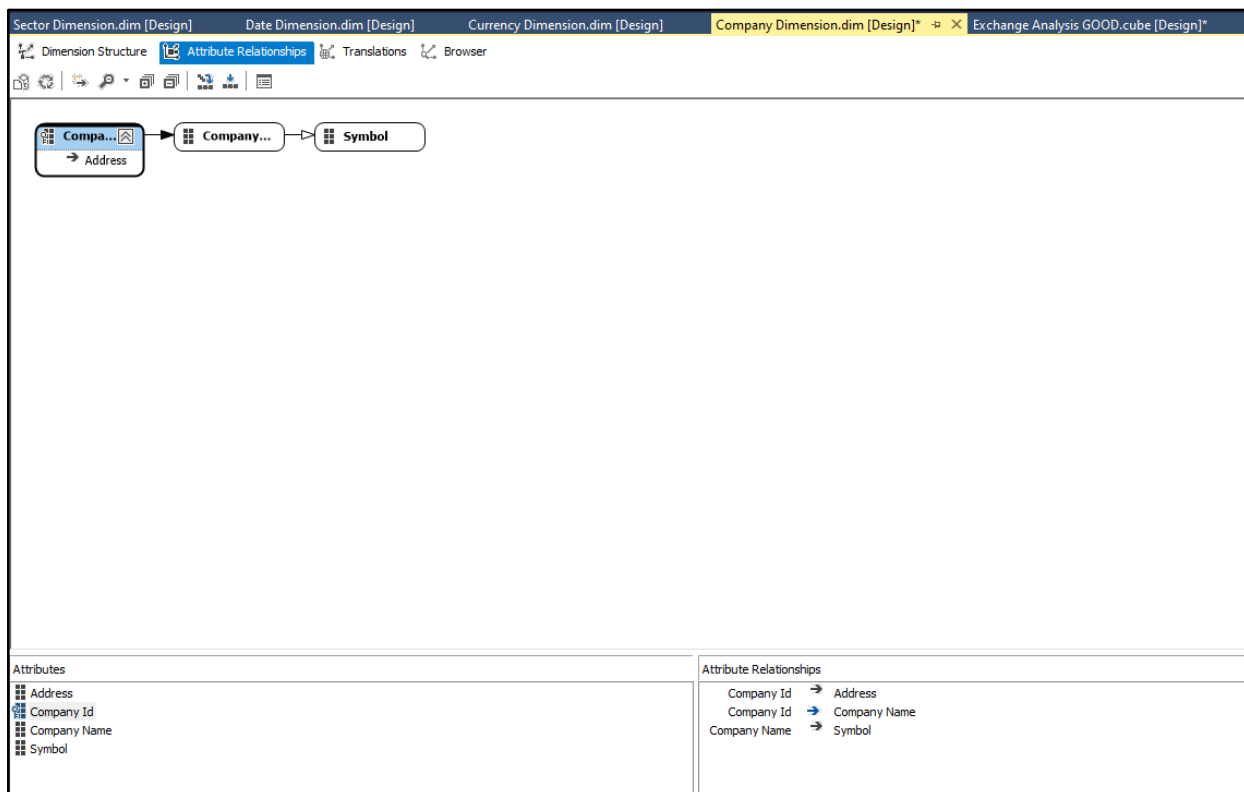 Sector Dimension.dim [Design] Date Dimension.dim [Design] Currency Dimension.dim [Design] Company Dimension.dim [Design]* Exchange Analysis GOOD.cube [Design]*
Dimension Structure Attribute Relationships Translations Browser
Compa... Company... Symbol
Address
Attributes
Address
Company Id
Company Name
Symbol
Attribute Relationships
Company Id Address
Company Id Company Name
Company Name Symbol